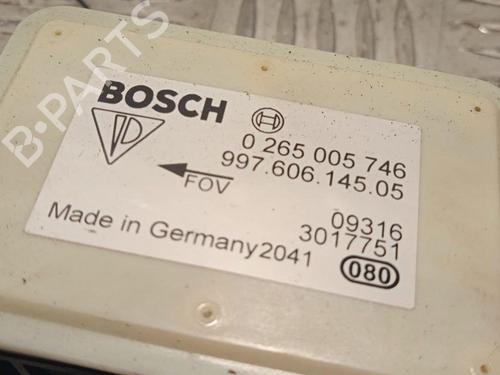 B-PARTS
BOSCH
0 265 005 746
997.606.145.05
FOV
09316
3017751
Made in Germany 2041
080